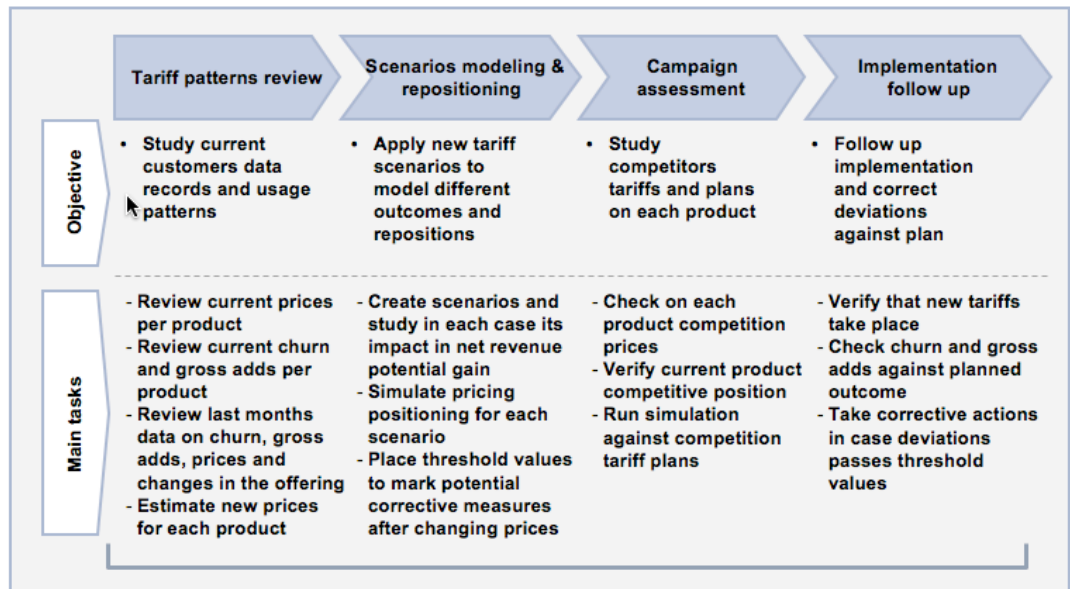 Tariff patterns review
Scenarios modeling &
repositioning
Campaign
assessment
Implementation
follow up
Objective
• Study current
customers data
records and usage
patterns
• Apply new tariff
scenarios to
model different
outcomes and
repositions
• Study
competitors
tariffs and plans
on each product
• Follow up
implementation
and correct
deviations
against plan
Main tasks
- Review current prices
per product
- Review current churn
and gross adds per
product
- Review last months
data on churn, gross
adds, prices and
changes in the offering
- Estimate new prices
for each product
- Create scenarios and
study in each case its
impact in net revenue
potential gain
- Simulate pricing
positioning for each
scenario
- Place threshold values
to mark potential
corrective measures
after changing prices
- Check on each
product competition
prices
- Verify current product
competitive position
- Run simulation
against competition
tariff plans
- Verify that new tariffs
take place
- Check churn and gross
adds against planned
outcome
- Take corrective actions
in case deviations
passes threshold
values